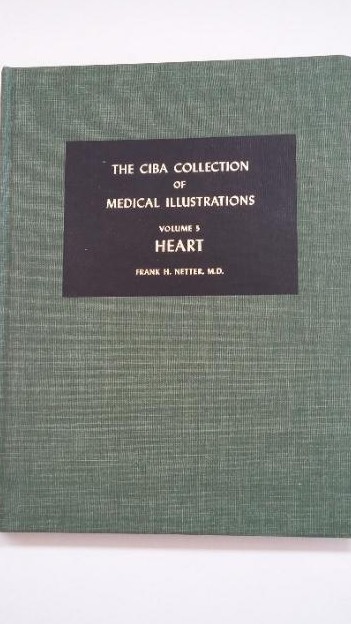 THE CIBA COLLECTION
OF
MEDICAL ILLUSTRATIONS
VOLUME 5
HEART
FRANK H. NETTER, M.D.